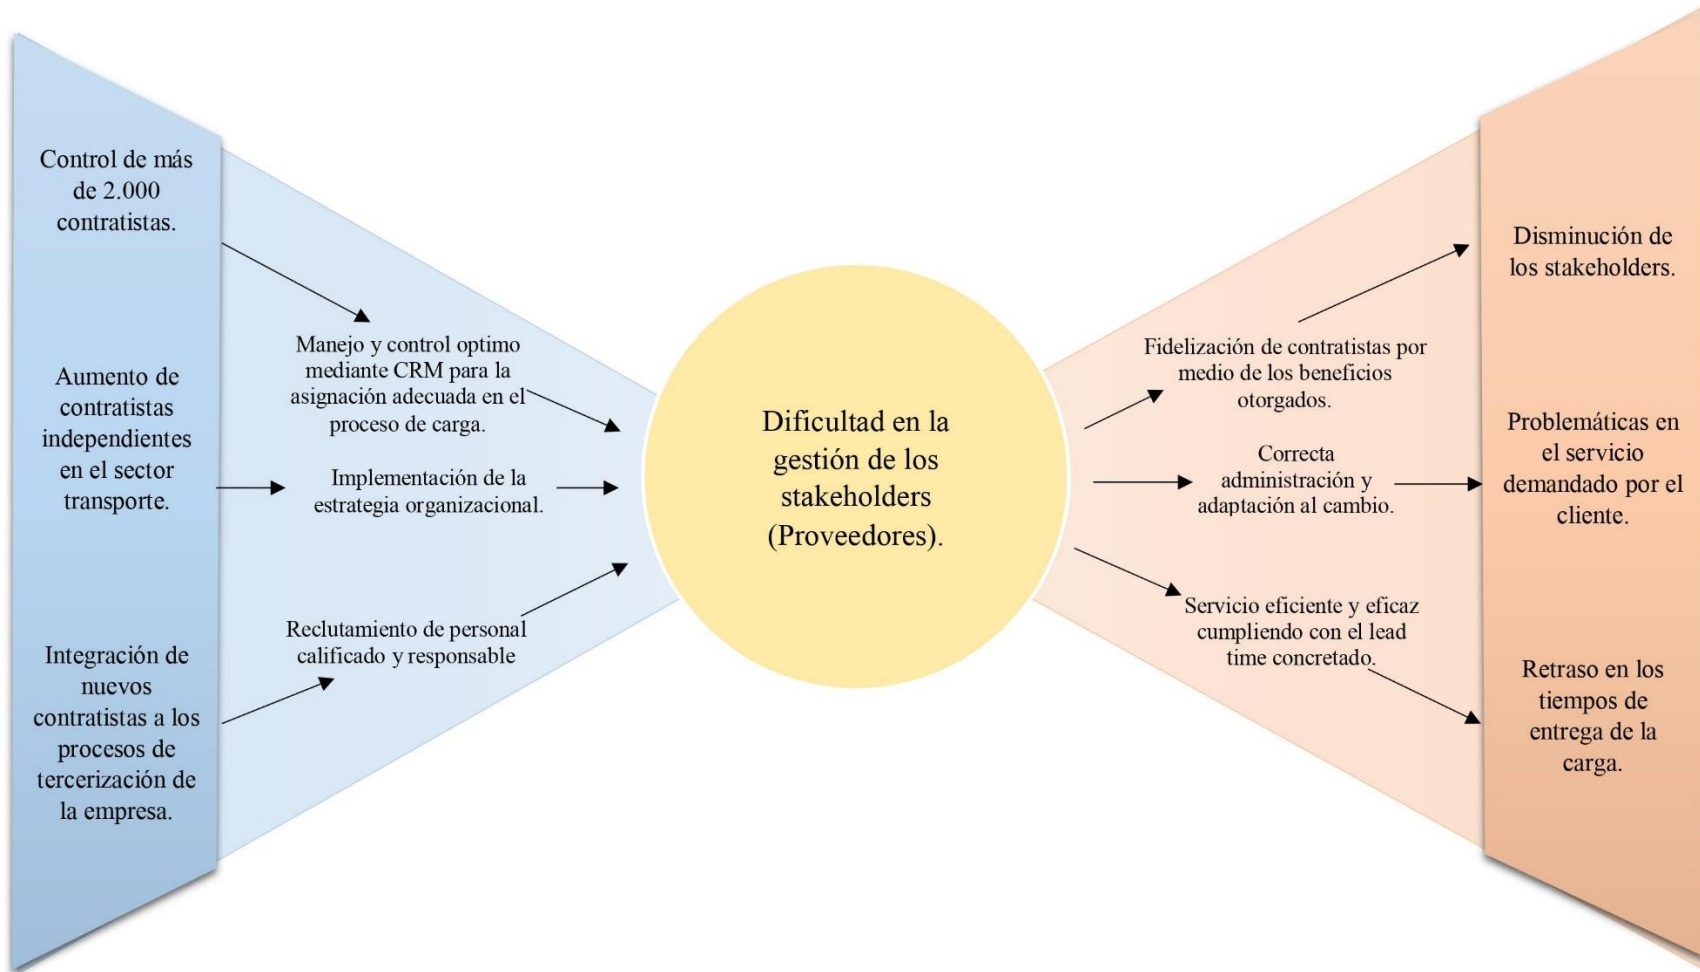 Control de más
de 2.000
contratistas.
Aumento de
contratistas
independientes
en el sector
transporte.
Integración de
nuevos
contratistas a los
procesos de
tercerización de
la empresa.
Manejo y control optimo
mediante CRM para la
asignación adecuada en el
proceso de carga.
Implementación de la
estrategia organizacional.
Reclutamiento de personal
calificado y responsable
Dificultad en la
gestión de los
stakeholders
(Proveedores).
Fidelización de contratistas por
medio de los beneficios
otorgados.
Correcta
administración y
adaptación al cambio.
Servicio eficiente y eficaz
cumpliendo con el lead
time concretado.
Disminución de
los stakeholders.
Problemáticas en
el servicio
demandado por el
cliente.
Retraso en los
tiempos de
entrega de la
carga.